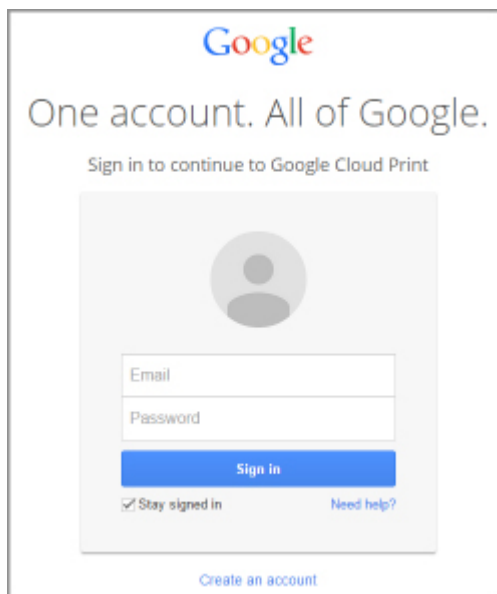 Google
One account. All of Google.
Sign in to continue to Google Cloud Print
Email
Password
Sign in
Stay signed in Need help?
Create an account